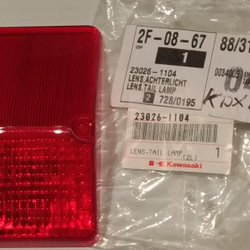 2F-08-67
88/31
1
23026-1104
LENS,ACHTERLICHT
LENS,TAIL LAMP
2 728/0195
23026-1104
LENS,TAIL LAMP 1
(2L)
Kawasaki